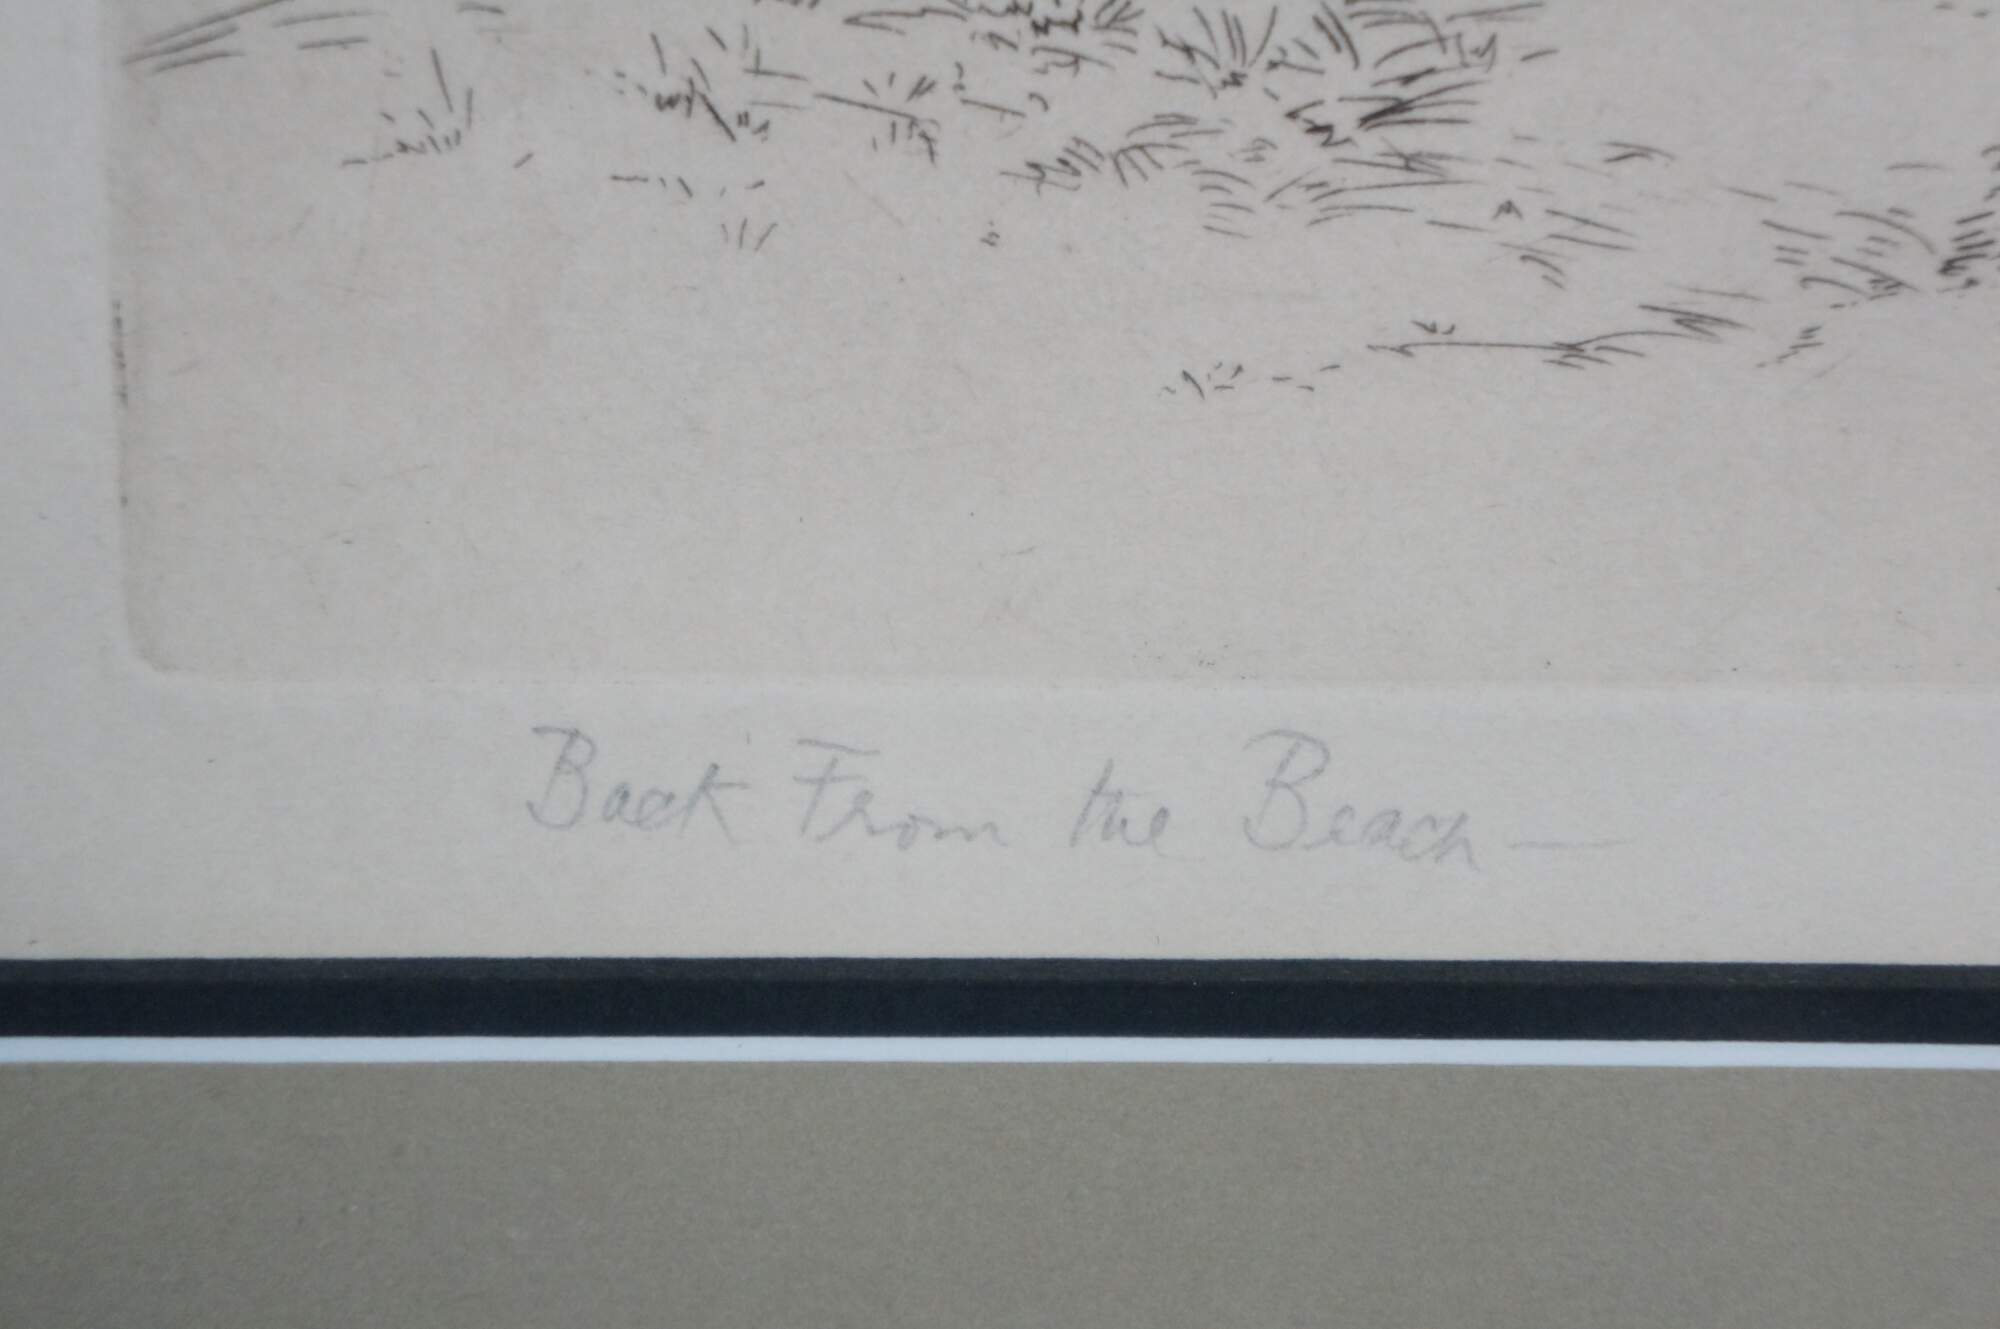 Back From the Beach —